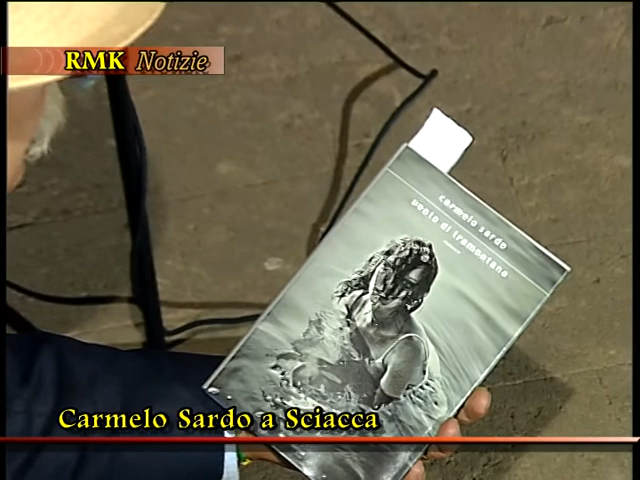 RMK Notizie
carmelo sardo
vento di tramontana
Carmelo Sardo a Sciacca